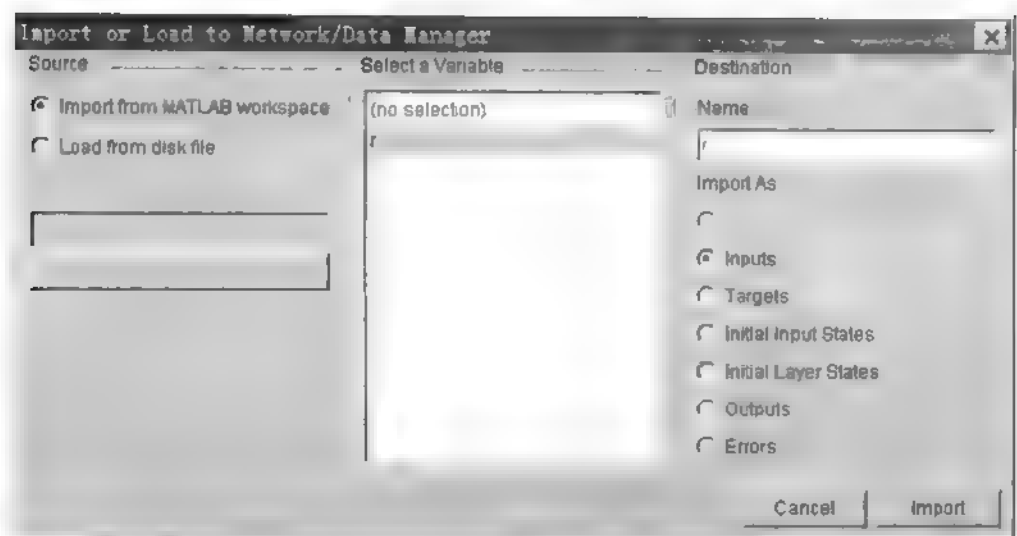 Import or Load to Network/Data Manager
Source
Import from MATLAB workspace
Load from disk file
Select a Variable
(no selection)
r
Destination
Name
r
Import As
Inputs
Targets
Initial Input States
Initial Layer States
Outputs
Errors
Cancel
Import